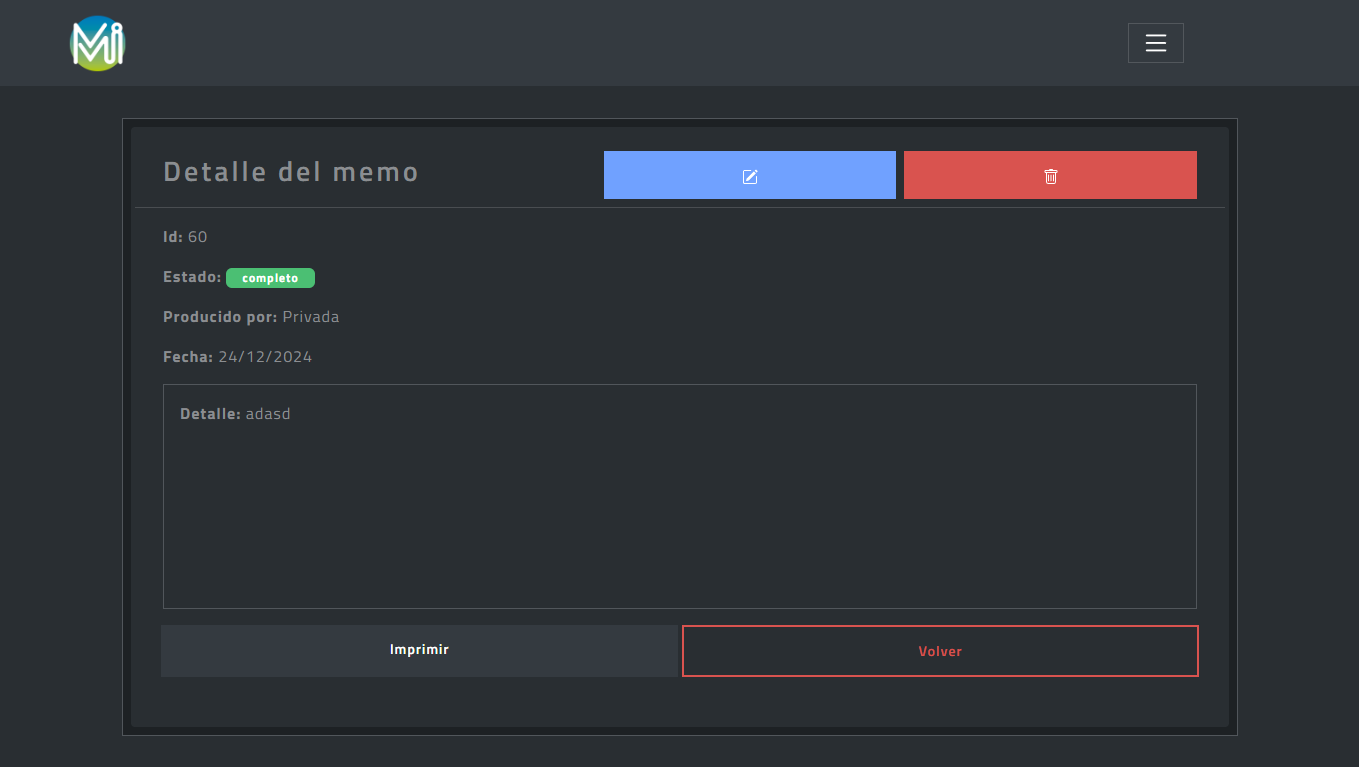 Mi
Detalle del memo
Id: 60
Estado: completo
Producido por: Privada
Fecha: 24/12/2024
Detalle: adasd
Imprimir
Volver